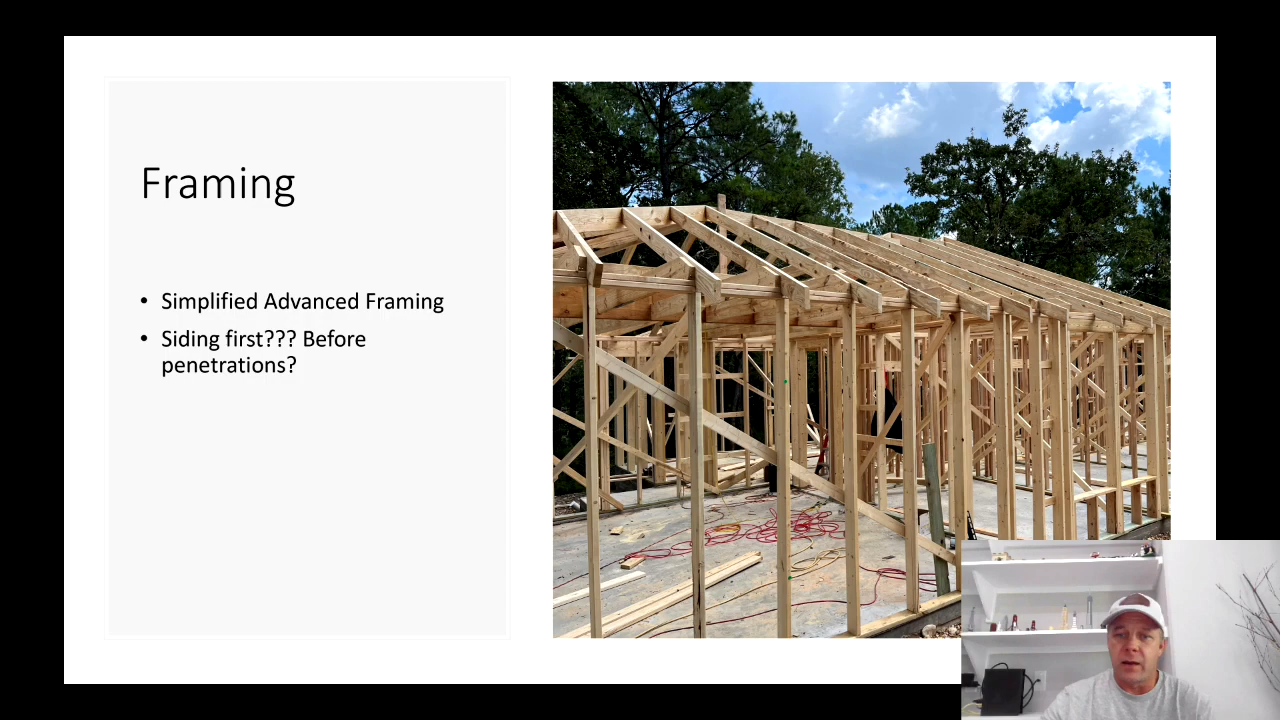 Framing
• Simplified Advanced Framing
• Siding first??? Before
penetrations?